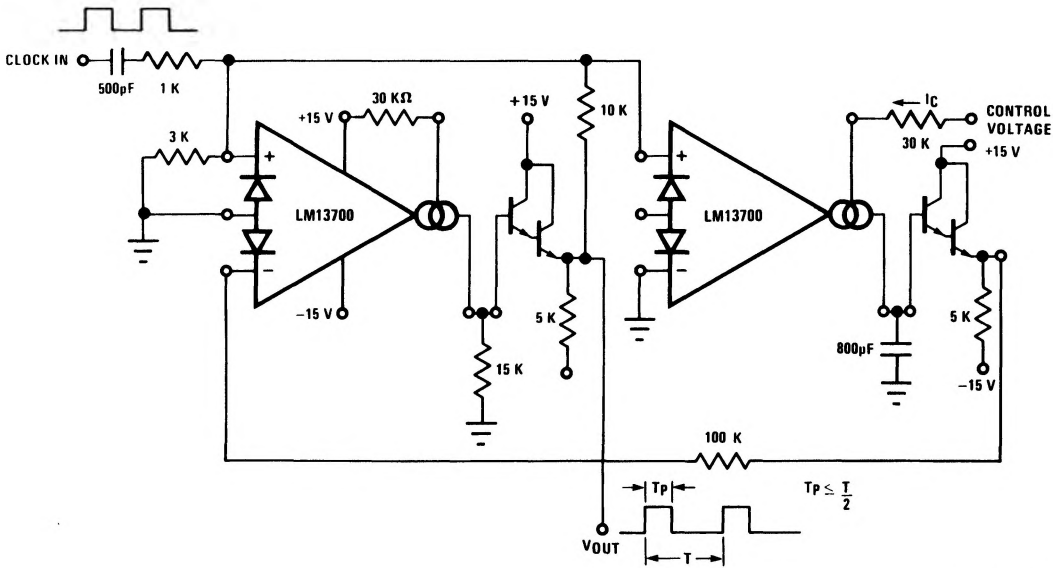 CLOCK IN
500pF
1 K
3 K
+15 V
30 KΩ
+
LM13700
−
−15 V
+15 V
10 K
5 K
15 K
+
LM13700
−
IC
30 K
CONTROL
VOLTAGE
+15 V
800pF
5 K
−15 V
100 K
TP
TP ≤ T/2
VOUT
T